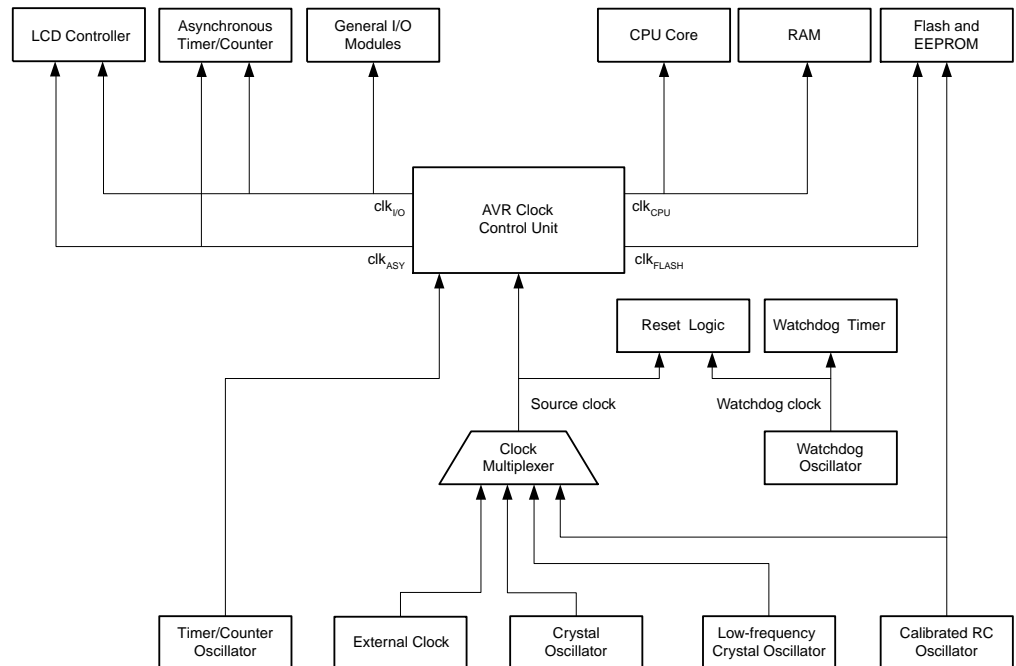 LCD Controller
Asynchronous
Timer/Counter
General I/O
Modules
CPU Core
RAM
Flash and
EEPROM
clkI/O
AVR Clock
Control Unit
clkCPU
clkASY
clkFLASH
Reset Logic
Watchdog Timer
Source clock
Watchdog clock
Clock
Multiplexer
Watchdog
Oscillator
Timer/Counter
Oscillator
External Clock
Crystal
Oscillator
Low-frequency
Crystal Oscillator
Calibrated RC
Oscillator